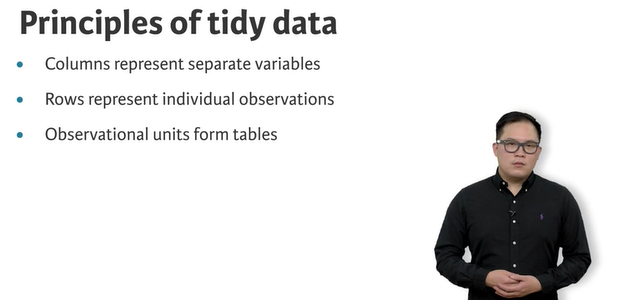 Principles of tidy data
Columns represent separate variables
Rows represent individual observations
Observational units form tables